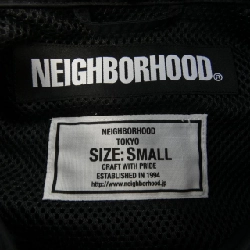 NEIGHBORHOOD®
NEIGHBORHOOD
TOKYO
SIZE: SMALL
CRAFT WITH PRIDE
ESTABLISHED IN 1994
http://www.neighborhood.jp